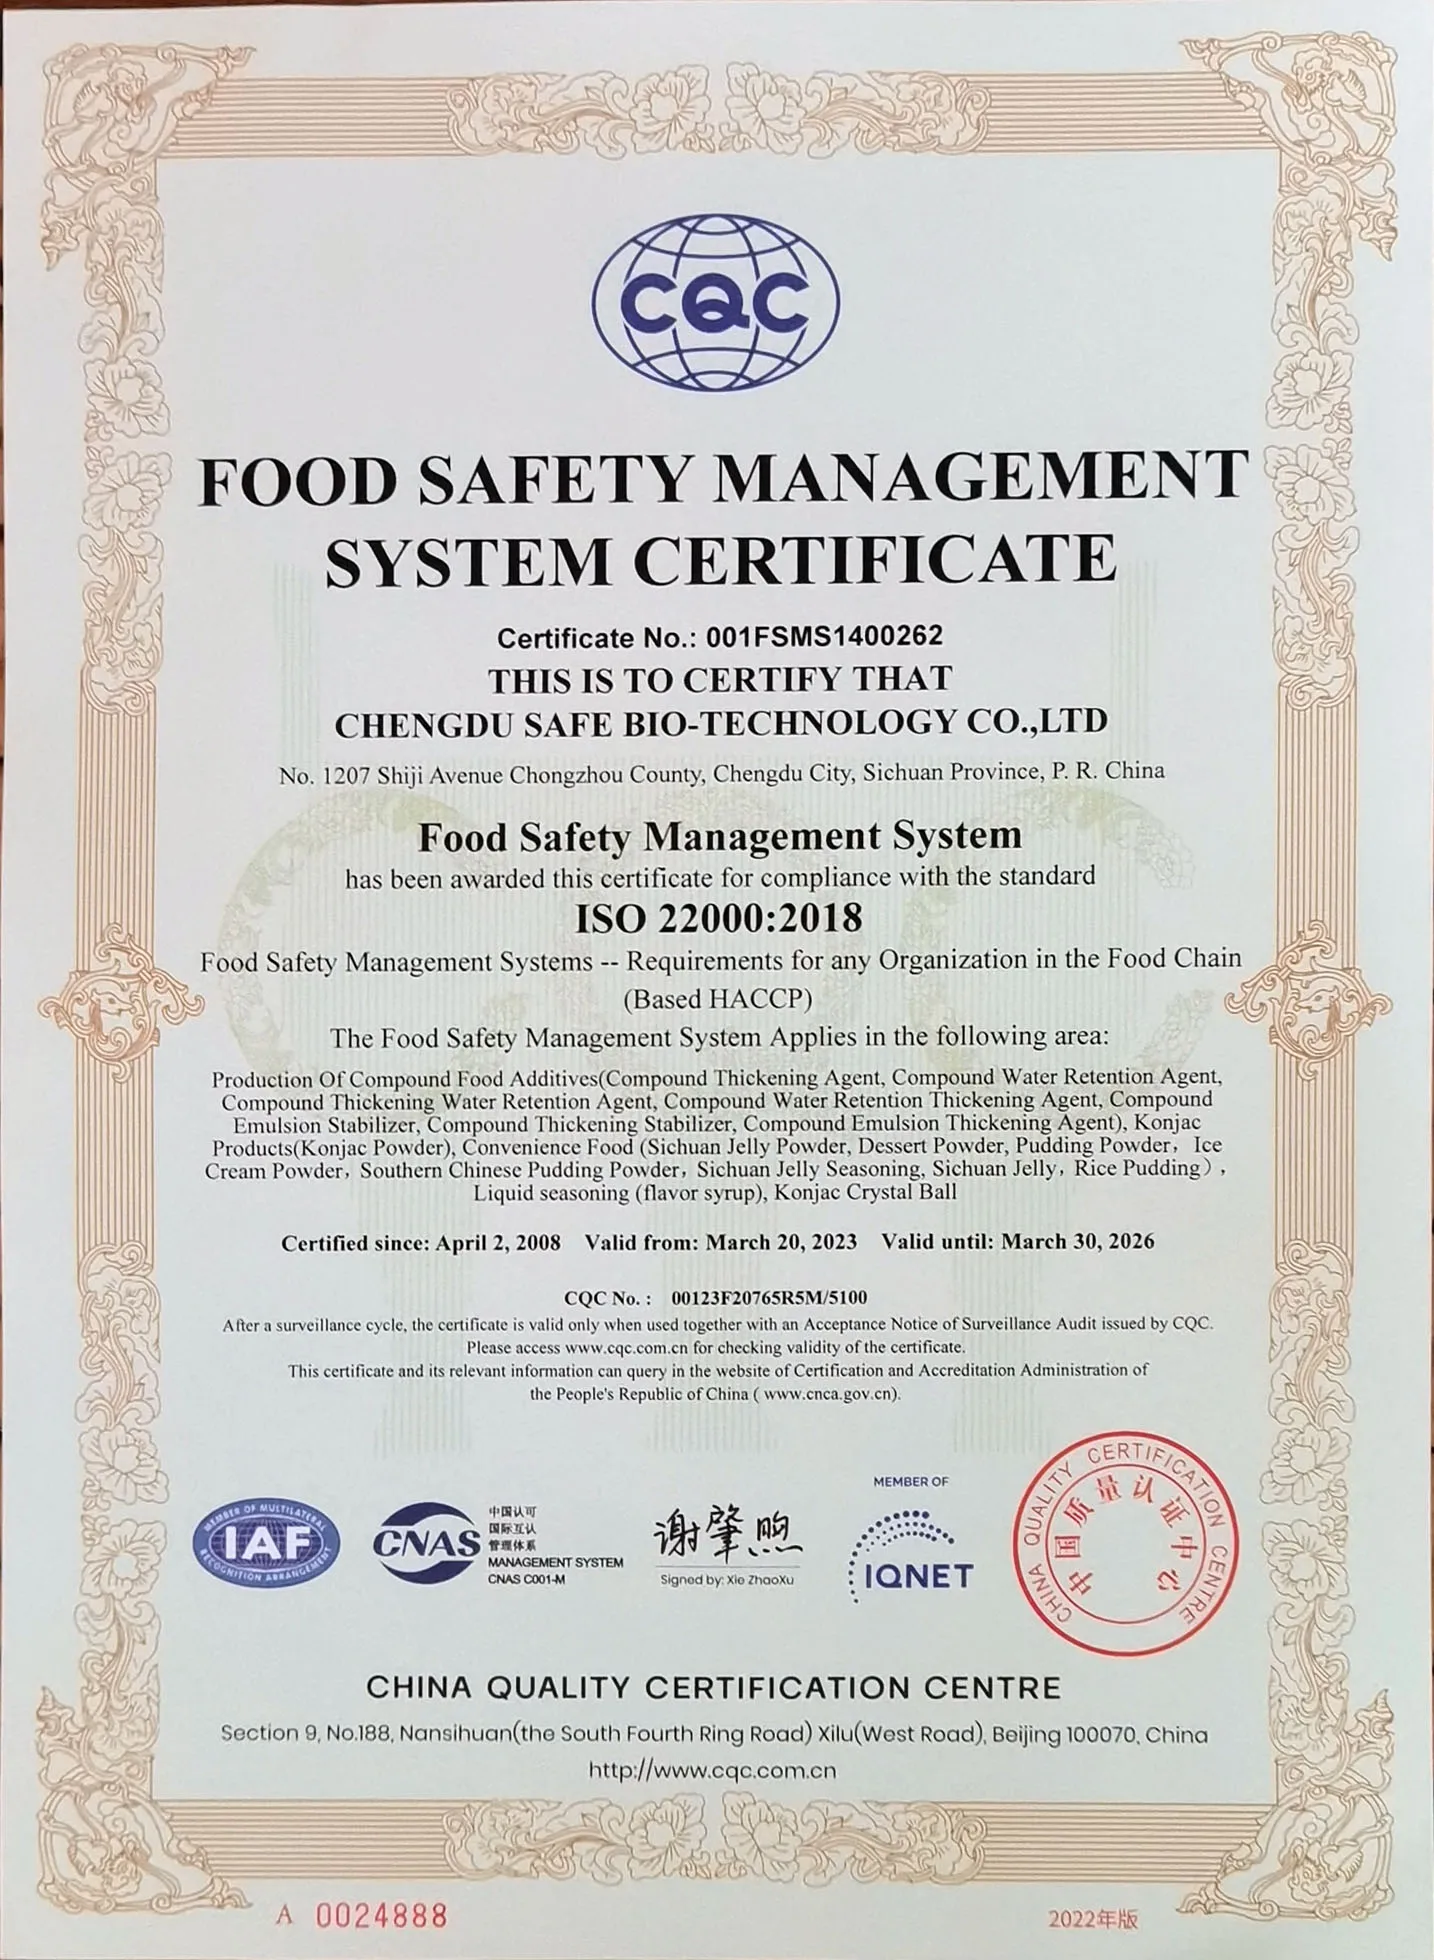 CQC
FOOD SAFETY MANAGEMENT
SYSTEM CERTIFICATE
Certificate No.: 001FSMS1400262
THIS IS TO CERTIFY THAT
CHENGDU SAFE BIO-TECHNOLOGY CO.,LTD
No. 1207 Shiji Avenue Chongzhou County, Chengdu City, Sichuan Province, P. R. China
Food Safety Management System
has been awarded this certificate for compliance with the standard
ISO 22000:2018
Food Safety Management Systems -- Requirements for any Organization in the Food Chain
(Based HACCP)
The Food Safety Management System Applies in the following area:
Production Of Compound Food Additives(Compound Thickening Agent, Compound Water Retention Agent,
Compound Thickening Water Retention Agent, Compound Water Retention Thickening Agent, Compound
Emulsion Stabilizer, Compound Thickening Stabilizer, Compound Emulsion Thickening Agent), Konjac
Products(Konjac Powder), Convenience Food (Sichuan Jelly Powder, Dessert Powder, Pudding Powder， Ice
Cream Powder，Southern Chinese Pudding Powder，Sichuan Jelly Seasoning, Sichuan Jelly，Rice Pudding），
Liquid seasoning (flavor syrup), Konjac Crystal Ball
Certified since: April 2, 2008 Valid from: March 20, 2023 Valid until: March 30, 2026
CQC No. : 00123F20765R5M/5100
After a surveillance cycle, the certificate is valid only when used together with an Acceptance Notice of Surveillance Audit issued by CQC.
Please access www.cqc.com.cn for checking validity of the certificate.
This certificate and its relevant information can query in the website of Certification and Accreditation Administration of
the People's Republic of China ( www.cnca.gov.cn).
MEMBER OF MULTILATERAL
IAF
RECOGNITION ARRANGEMENT
CNAS
中国认可
国际互认
管理体系
MANAGEMENT SYSTEM
CNAS C001-M
谢肇煦
Signed by: Xie ZhaoXu
MEMBER OF
IQNET
CHINA QUALITY CERTIFICATION CENTRE
中国质量认证中心
CHINA QUALITY CERTIFICATION CENTRE
Section 9, No.188, Nansihuan(the South Fourth Ring Road) Xilu(West Road), Beijing 100070, China
http://www.cqc.com.cn
A 0024888
2022年版